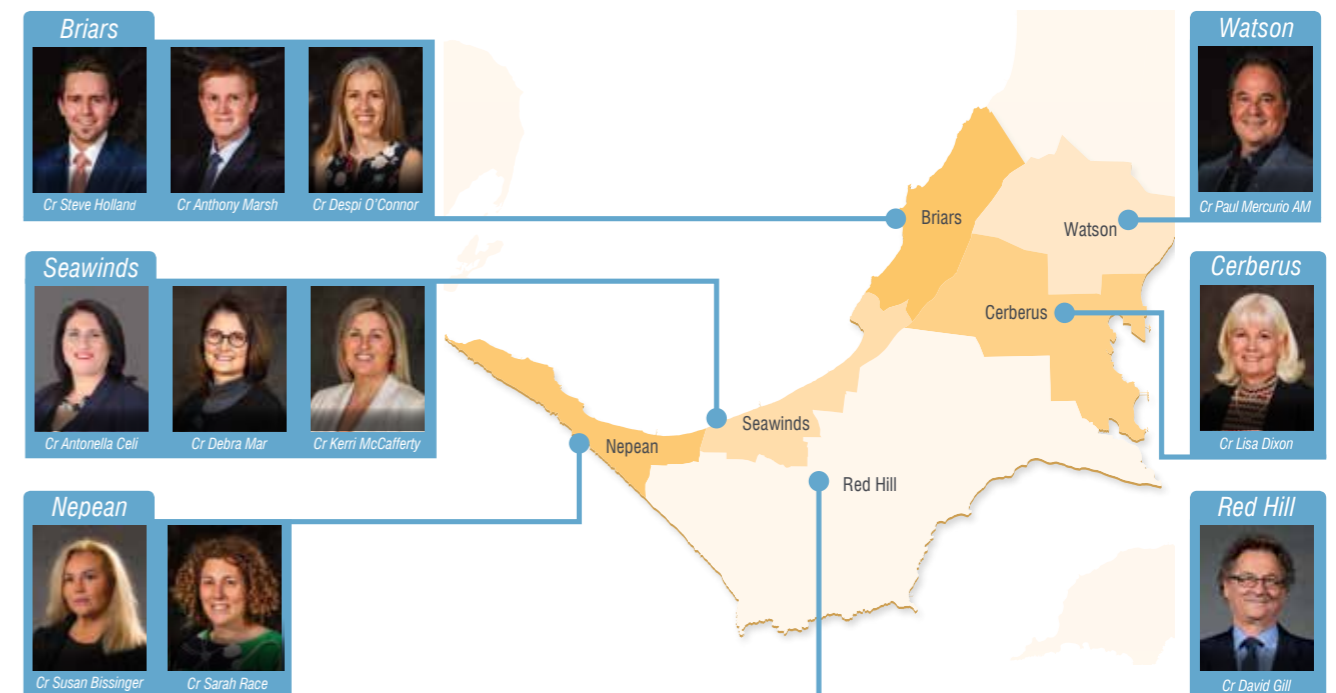 Briars
Cr Steve Holland
Cr Anthony Marsh
Cr Despi O'Connor
Seawinds
Cr Antonella Celi
Cr Debra Mar
Cr Kerri McCafferty
Nepean
Cr Susan Bissinger
Cr Sarah Race
Briars
Watson
Cerberus
Seawinds
Nepean
Red Hill
Watson
Cr Paul Mercurio AM
Cerberus
Cr Lisa Dixon
Red Hill
Cr David Gill